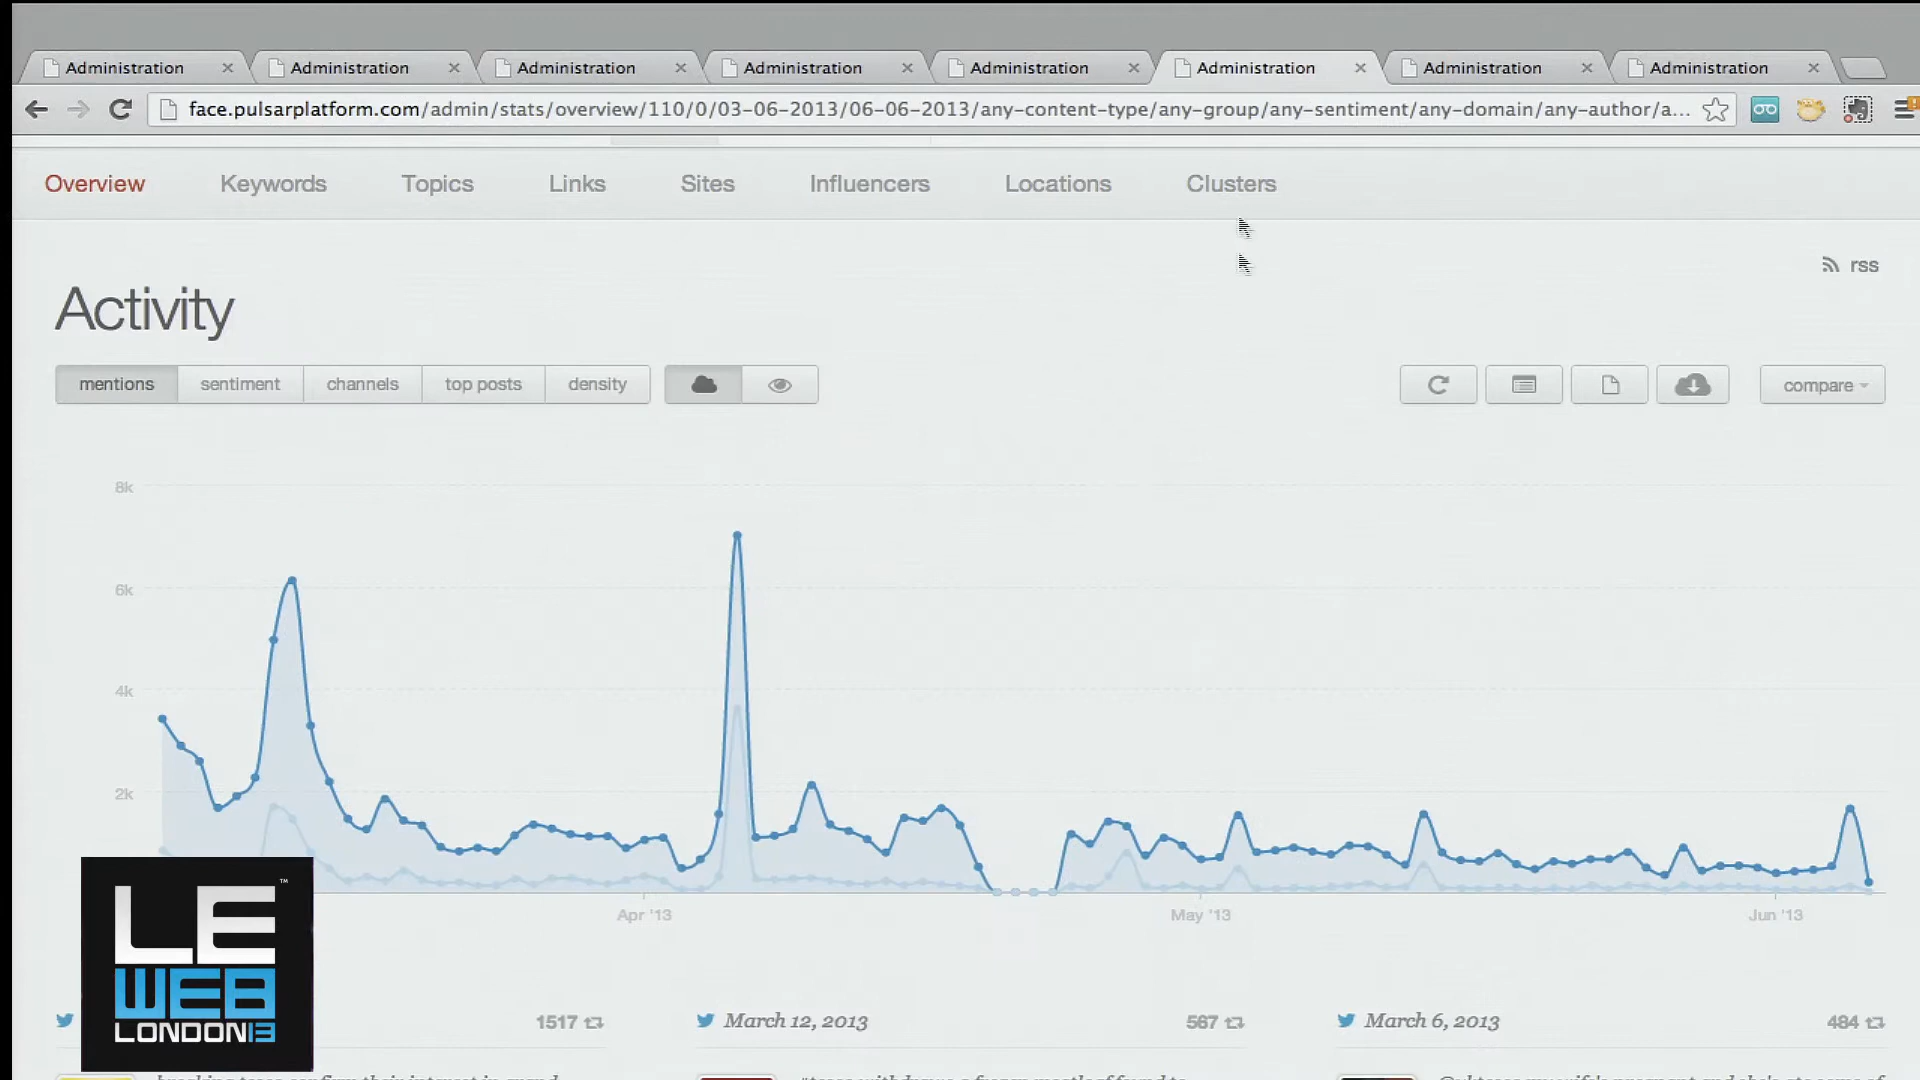 Administration Administration Administration Administration Administration Administration Administration Administration
face.pulsarplatform.com/admin/stats/overview/110/0/03-06-2013/06-06-2013/any-content-type/any-group/any-sentiment/any-domain/any-author/a...
Overview Keywords Topics Links Sites Influencers Locations Clusters
rss
Activity
mentions sentiment channels top posts density
compare
8k
6k
4k
2k
Apr '13 May '13 Jun '13
LE™
WEB
LONDON13
1517
March 12, 2013 567
March 6, 2013 484